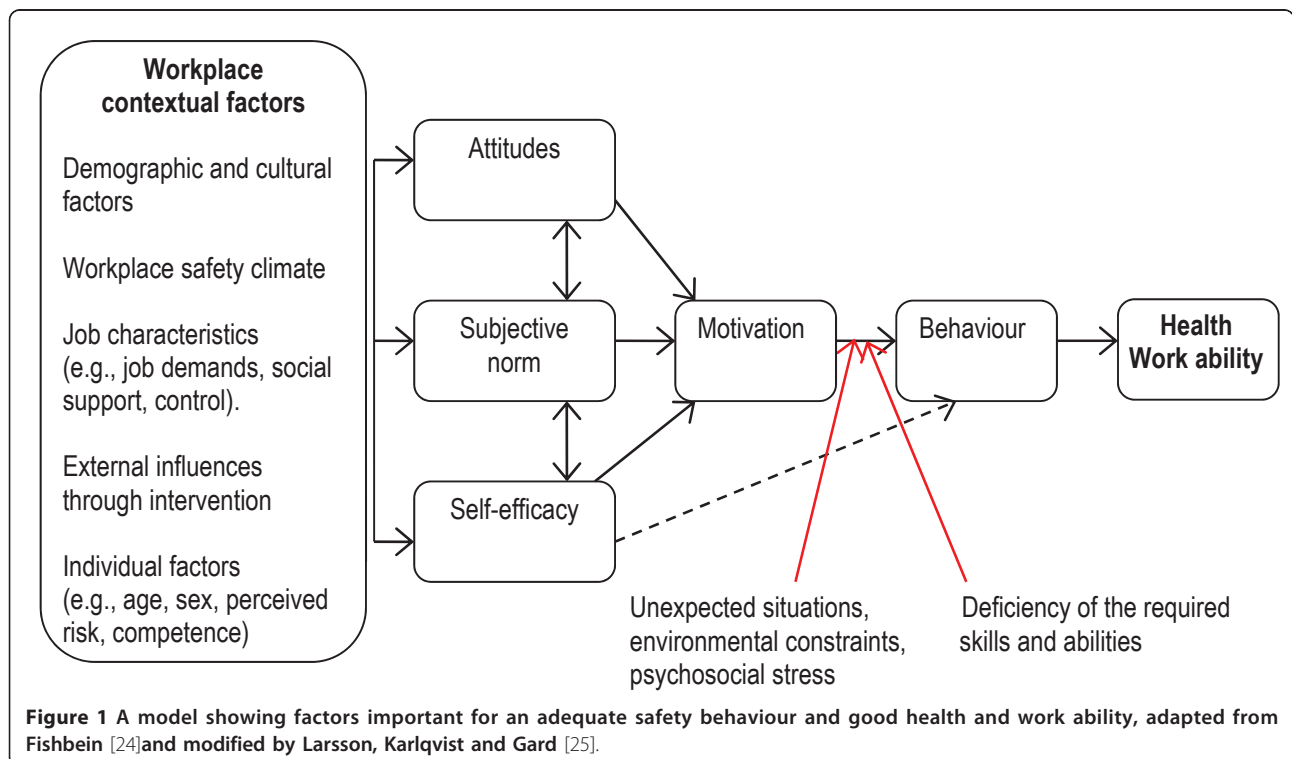 Workplace
contextual factors
Demographic and cultural
factors
Workplace safety climate
Job characteristics
(e.g., job demands, social
support, control).
External influences
through intervention
Individual factors
(e.g., age, sex, perceived
risk, competence)
Attitudes
Subjective
norm
Self-efficacy
Motivation
Behaviour
Health
Work ability
Unexpected situations,
environmental constraints,
psychosocial stress
Deficiency of the required
skills and abilities
Figure 1 A model showing factors important for an adequate safety behaviour and good health and work ability, adapted from
Fishbein [24]and modified by Larsson, Karlqvist and Gard [25].